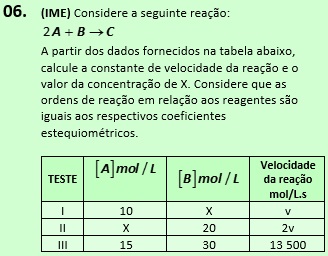 06. (IME) Considere a seguinte reação:
2A + B → C
A partir dos dados fornecidos na tabela abaixo,
calcule a constante de velocidade da reação e o
valor da concentração de X. Considere que as
ordens de reação em relação aos reagentes são
iguais aos respectivos coeficientes
estequiométricos.
TESTE [A] mol / L [B] mol / L Velocidade da reação mol/L.s
I 10 X v
II X 20 2v
III 15 30 13 500